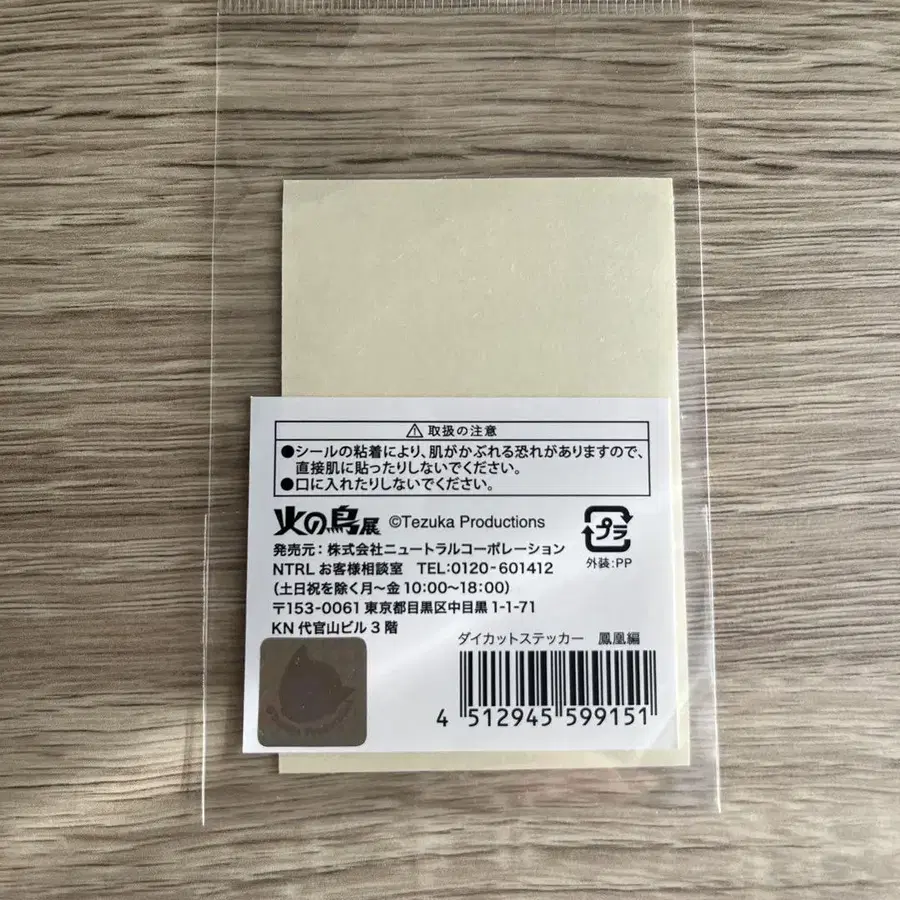 ⚠ 取扱の注意
●シールの粘着により、肌がかぶれる恐れがありますので、
直接肌に貼ったりしないでください。
●口に入れたりしないでください。
火の鳥展 ©Tezuka Productions
プラ
外装:PP
発売元:株式会社ニュートラルコーポレーション
NTRL お客様相談室 TEL:0120-601412
(土日祝を除く月〜金 10:00〜18:00)
〒153-0061 東京都目黒区中目黒 1-1-71
KN 代官山ビル 3 階
ダイカットステッカー 鳳凰編
4 512945 599151